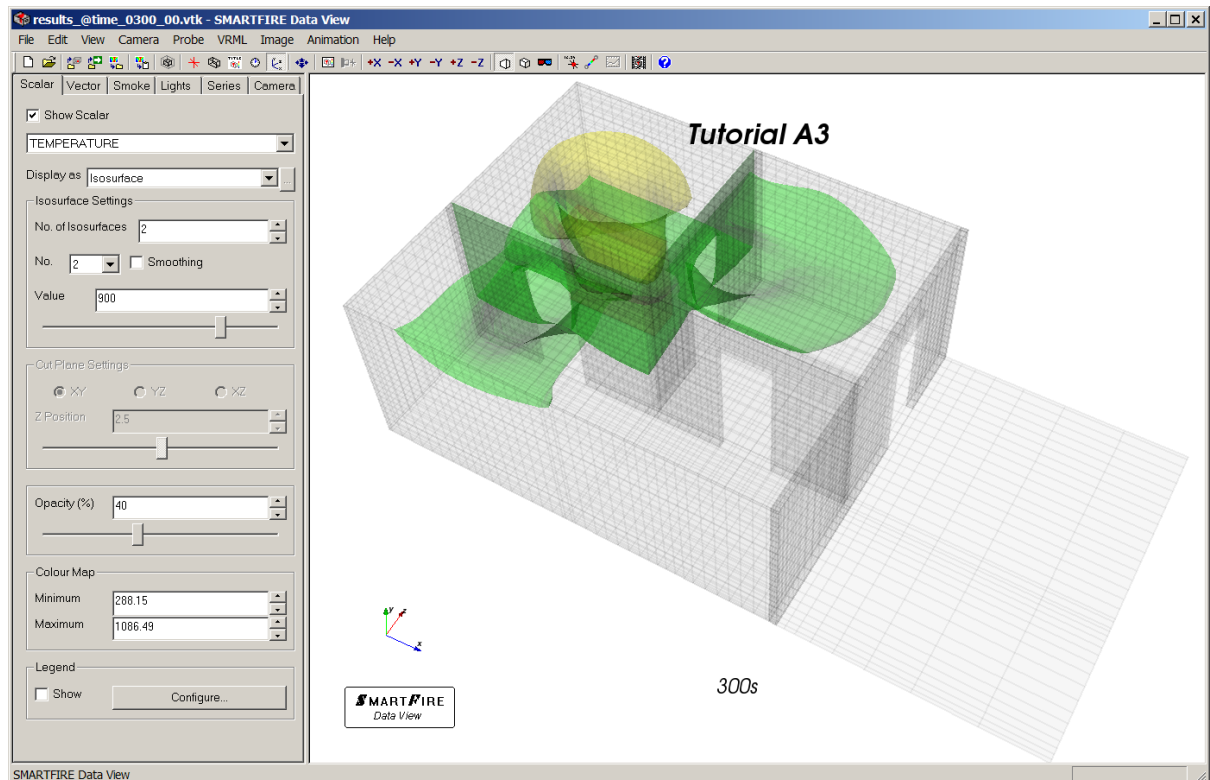 results_@time_0300_00.vtk - SMARTFIRE Data View
File Edit View Camera Probe VRML Image Animation Help
+X -X +Y -Y +Z -Z
Scalar Vector Smoke Lights Series Camera
Show Scalar
TEMPERATURE
Display as Isosurface ...
Isosurface Settings
No. of Isosurfaces 2
No. 2 Smoothing
Value 900
Cut Plane Settings
XY YZ XZ
Z Position 2.5
Opacity (%) 40
Colour Map
Minimum 288.15
Maximum 1086.49
Legend
Show Configure...
Tutorial A3
y z
x
300s
SMARTFIRE
Data View
SMARTFIRE Data View